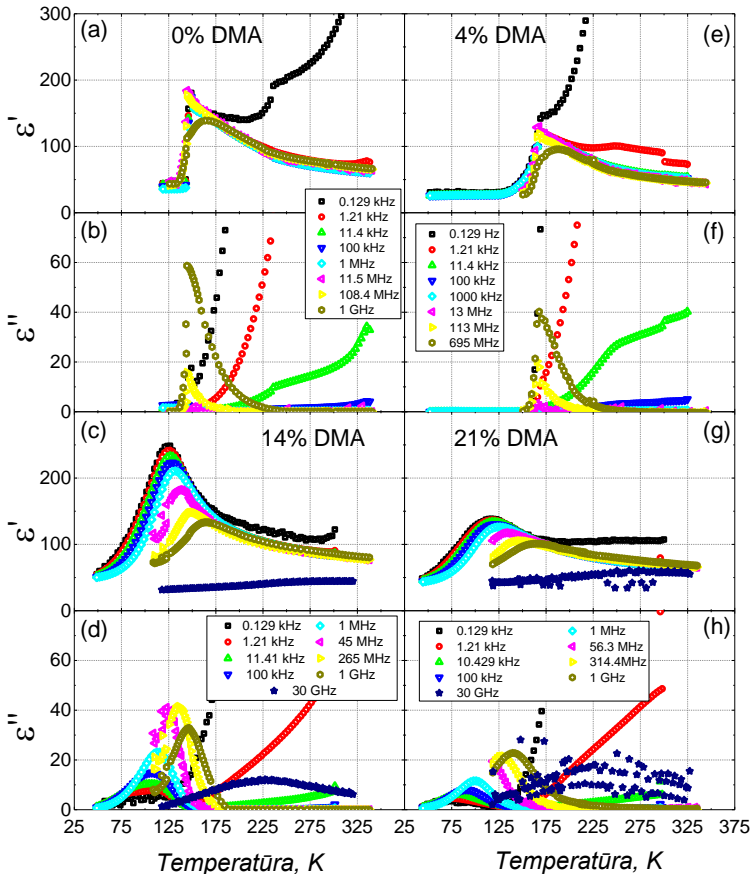 (a) 0% DMA
300
200
100
0
ε'
(e) 4% DMA
(b)
0.129 kHz
1.21 kHz
11.4 kHz
100 kHz
1 MHz
11.5 MHz
108.4 MHz
1 GHz
60
40
20
0
ε''
(f)
0.129 Hz
1.21 kHz
11.4 kHz
100 kHz
1000 kHz
13 MHz
113 MHz
695 MHz
(c) 14% DMA
200
100
0
ε'
21% DMA (g)
(d)
0.129 kHz 1 MHz
1.21 kHz 45 MHz
11.41 kHz 265 MHz
100 kHz 1 GHz
30 GHz
60
40
20
0
ε''
(h)
0.129 kHz 1 MHz
1.21 kHz 56.3 MHz
10.429 kHz 314.4MHz
100 kHz 1 GHz
30 GHz
25 75 125 175 225 275 325
25 75 125 175 225 275 325 375
Temperatūra, K
Temperatūra, K